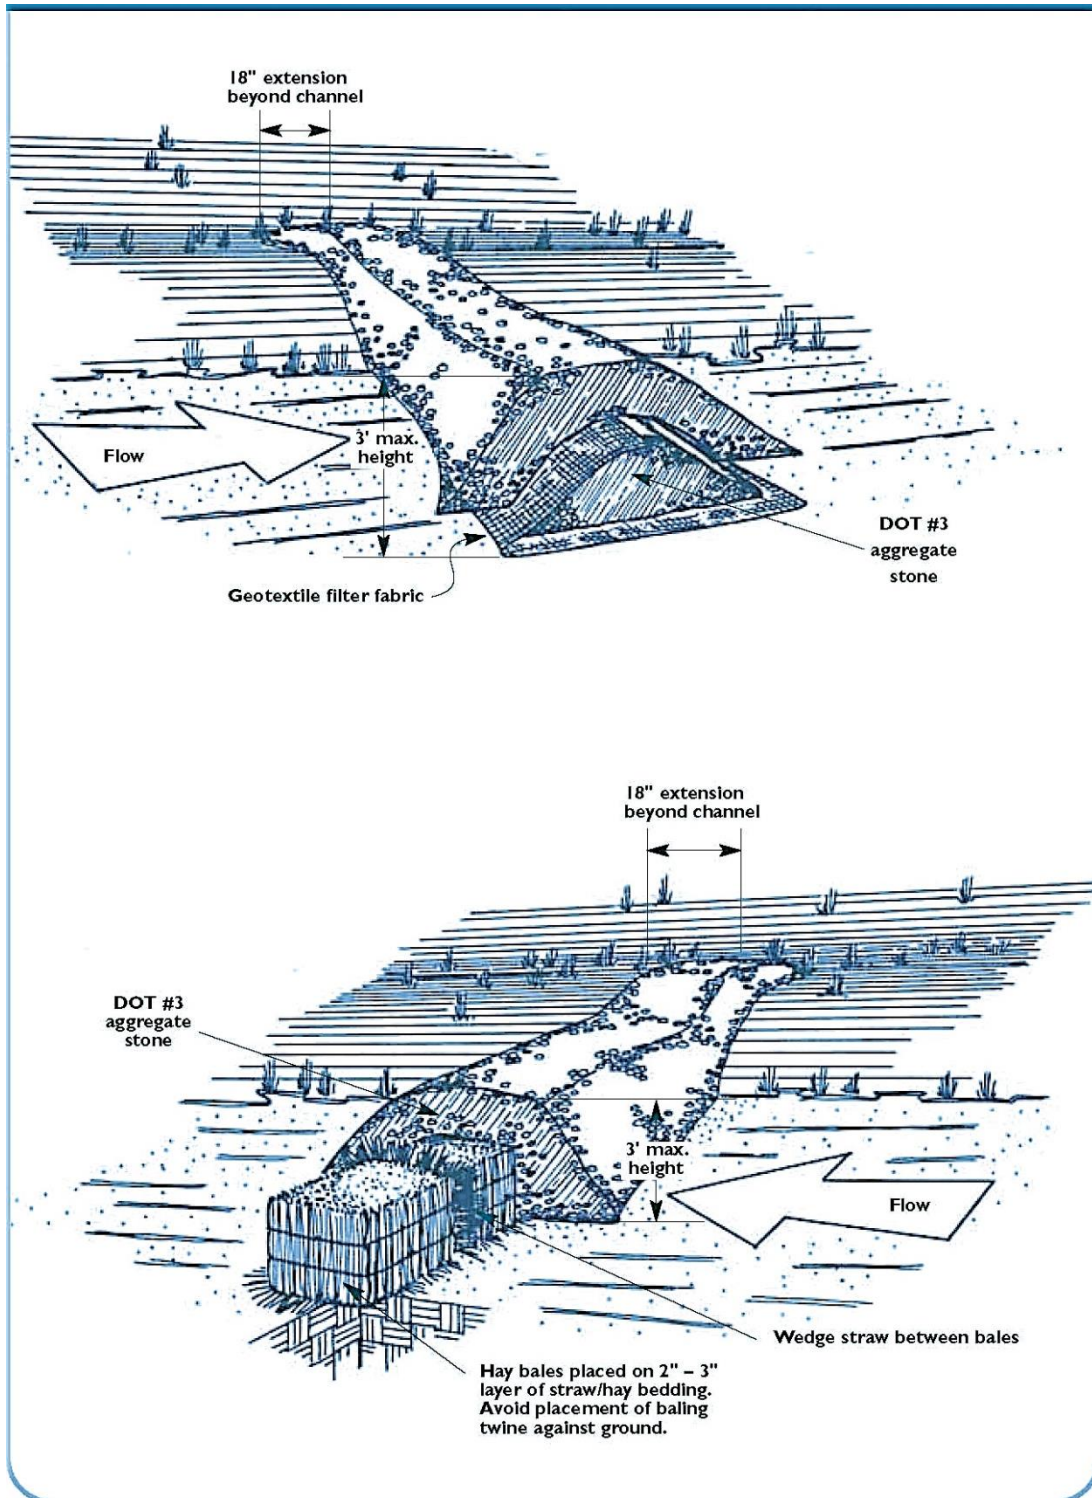 18" extension
beyond channel
Flow
3' max.
height
DOT #3
aggregate
stone
Geotextile filter fabric
18" extension
beyond channel
DOT #3
aggregate
stone
3' max.
height
Flow
Wedge straw between bales
Hay bales placed on 2" – 3"
layer of straw/hay bedding.
Avoid placement of baling
twine against ground.